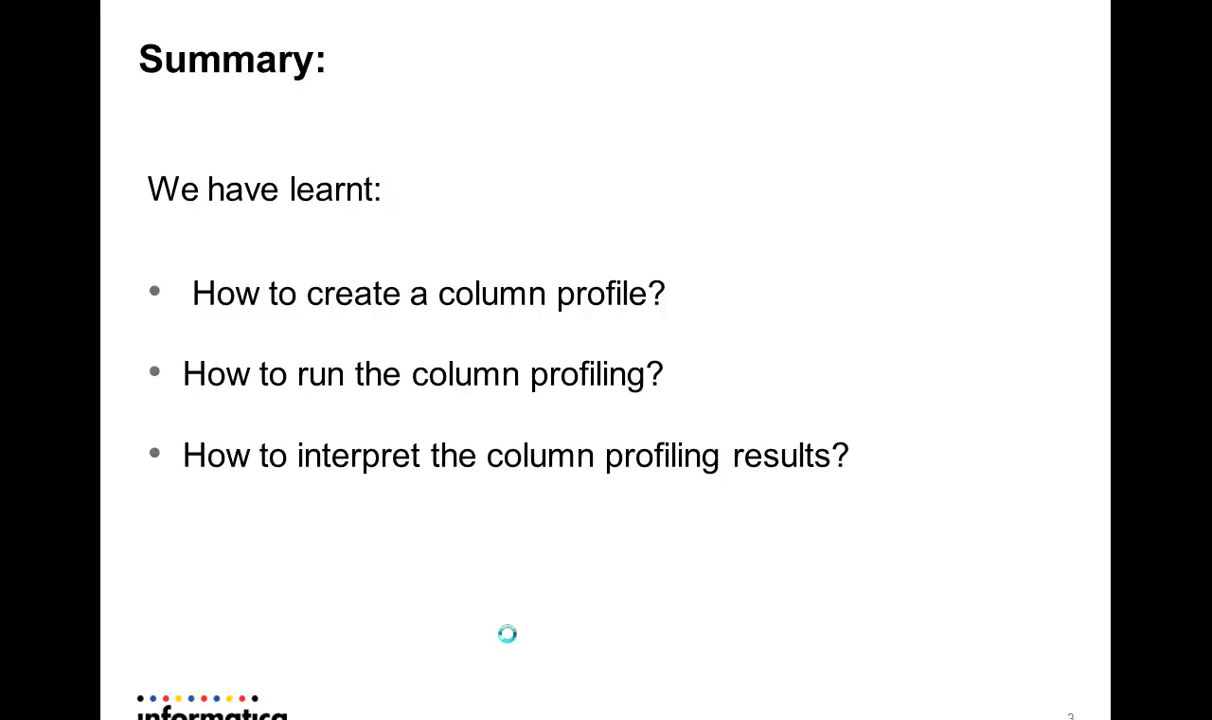 Summary:
We have learnt:
• How to create a column profile?
• How to run the column profiling?
• How to interpret the column profiling results?
informatica
3